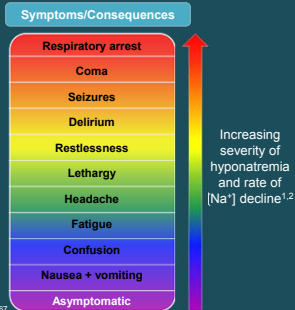 Symptoms/Consequences
Respiratory arrest
Coma
Seizures
Delirium
Restlessness
Lethargy
Headache
Fatigue
Confusion
Nausea + vomiting
Asymptomatic
Increasing
severity of
hyponatremia
and rate of
[Na⁺] decline¹,²
67